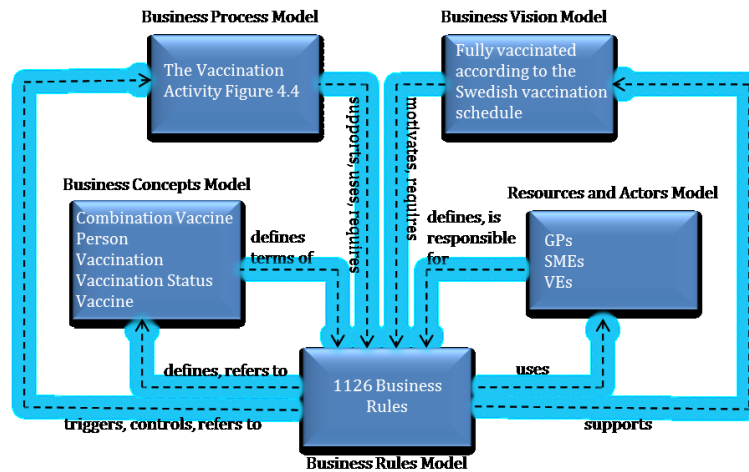 Business Process Model
Business Vision Model
The Vaccination
Activity Figure 4.4
Fully vaccinated
according to the
Swedish vaccination
schedule
supports, uses, requires
motivates, requires
Business Concepts Model
Resources and Actors Model
Combination Vaccine
Person
Vaccination
Vaccination Status
Vaccine
defines
terms of
defines, is
responsible
for
GPs
SMEs
VEs
defines, refers to
1126 Business
Rules
uses
triggers, controls, refers to
supports
Business Rules Model